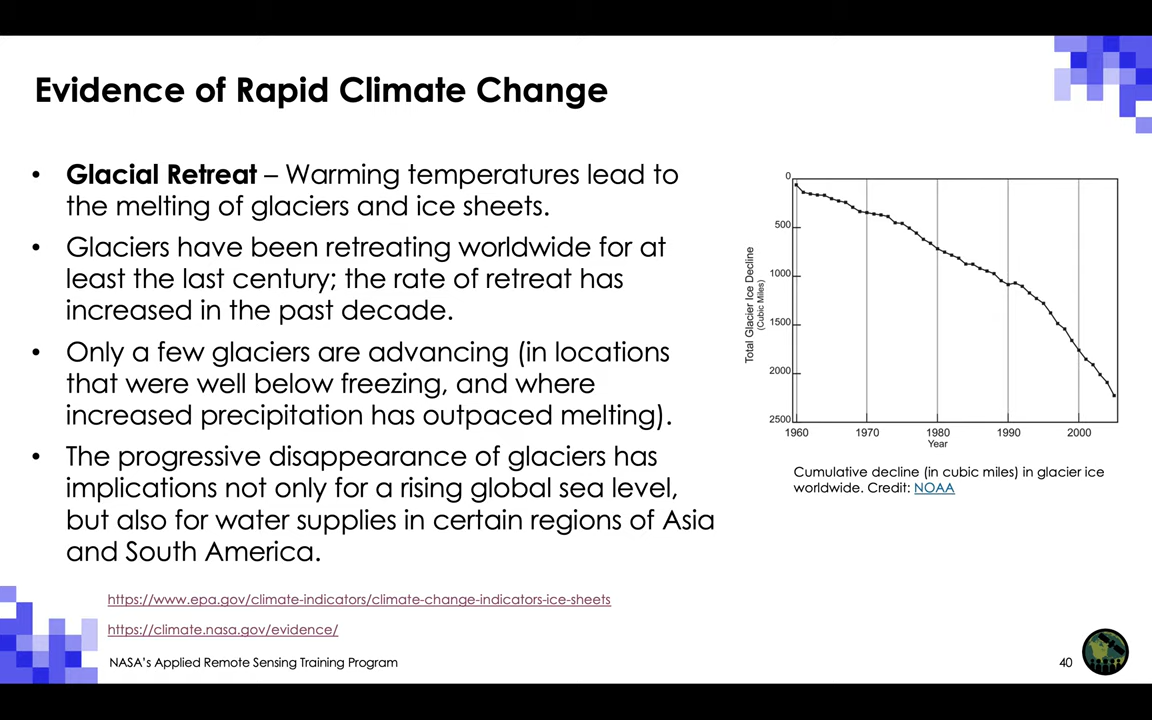 Evidence of Rapid Climate Change
• Glacial Retreat – Warming temperatures lead to
the melting of glaciers and ice sheets.
• Glaciers have been retreating worldwide for at
least the last century; the rate of retreat has
increased in the past decade.
• Only a few glaciers are advancing (in locations
that were well below freezing, and where
increased precipitation has outpaced melting).
• The progressive disappearance of glaciers has
implications not only for a rising global sea level,
but also for water supplies in certain regions of Asia
and South America.
https://www.epa.gov/climate-indicators/climate-change-indicators-ice-sheets
https://climate.nasa.gov/evidence/
Total Glacier Ice Decline
(Cubic Miles)
0
500
1000
1500
2000
2500
1960 1970 1980 1990 2000
Year
Cumulative decline (in cubic miles) in glacier ice
worldwide. Credit: NOAA
NASA's Applied Remote Sensing Training Program
40